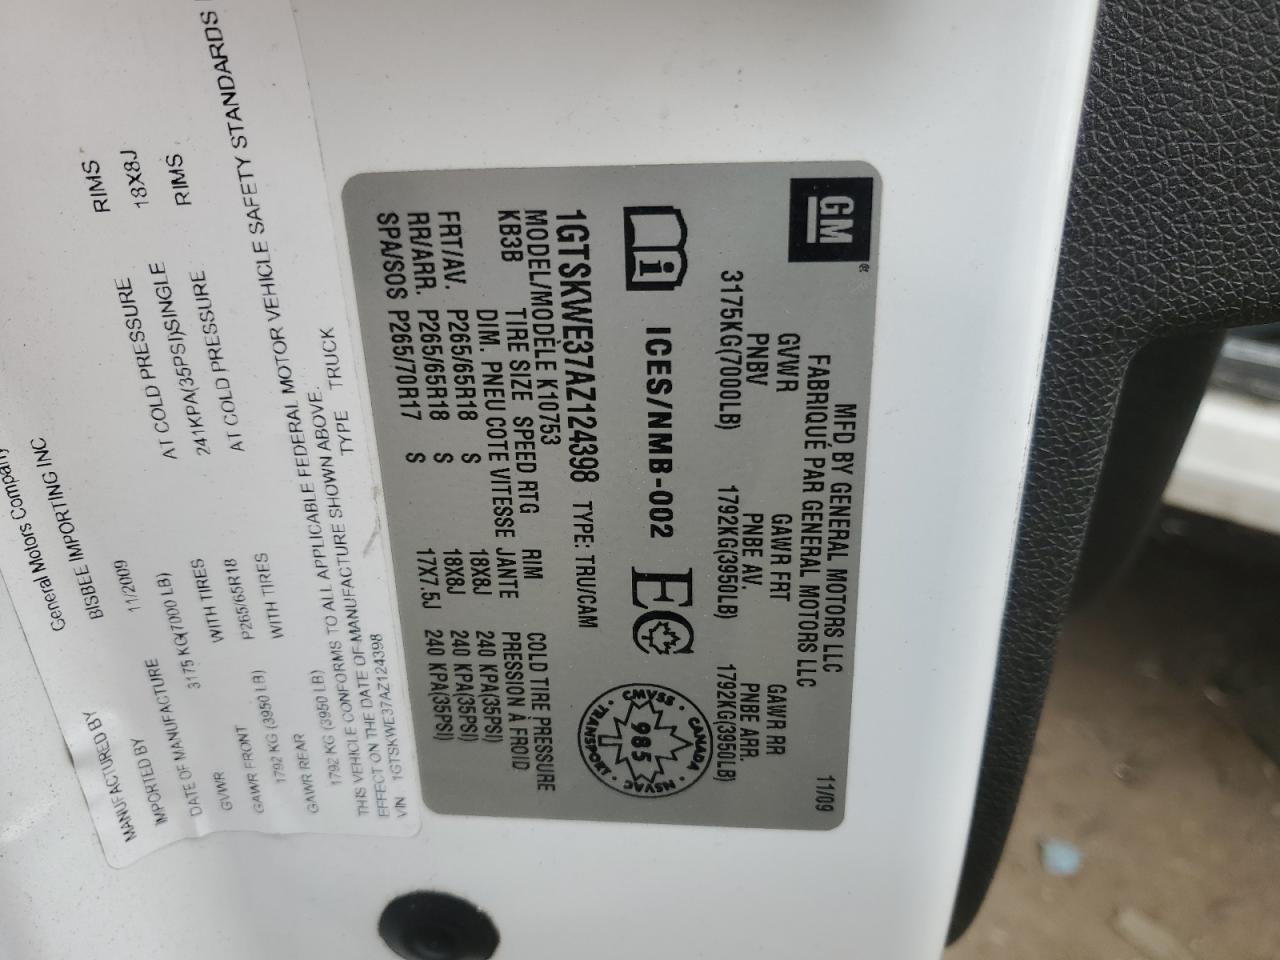 GM ®
MFD BY GENERAL MOTORS LLC 11/09
FABRIQUÉ PAR GENERAL MOTORS LLC
GVWR GAWR FRT GAWR RR
PNBV PNBE AV. PNBE ARR.
3175KG(7000LB) 1792KG(3950LB) 1792KG(3950LB)
i ICES/NMB-002
TRANSPORT · CMVSS · CANADA · NSVAC · 985
1GTSKWE37AZ124398 TYPE: TRU/CAM
MODEL/MODÈLE K10753
KB3B TIRE SIZE SPEED RTG RIM COLD TIRE PRESSURE
DIM. PNEU COTE VITESSE JANTE PRESSION À FROID
FRT/AV. P265/65R18 S 18X8J 240 KPA(35PSI)
RR/ARR. P265/65R18 S 18X8J 240 KPA(35PSI)
SPA/SOS P265/70R17 S 17X7.5J 240 KPA(35PSI)
MANUFACTURED BY General Motors Company
IMPORTED BY BISBEE IMPORTING INC
DATE OF MANUFACTURE 11/2009
GVWR 3175 KG(7000 LB)
GAWR FRONT WITH TIRES RIMS
1792 KG (3950 LB) P265/65R18 AT COLD PRESSURE 18X8J
GAWR REAR WITH TIRES 241KPA(35PSI)SINGLE RIMS
1792 KG (3950 LB) AT COLD PRESSURE
THIS VEHICLE CONFORMS TO ALL APPLICABLE FEDERAL MOTOR VEHICLE SAFETY STANDARDS
EFFECT ON THE DATE OF MANUFACTURE SHOWN ABOVE.
VIN 1GTSKWE37AZ124398 TYPE TRUCK